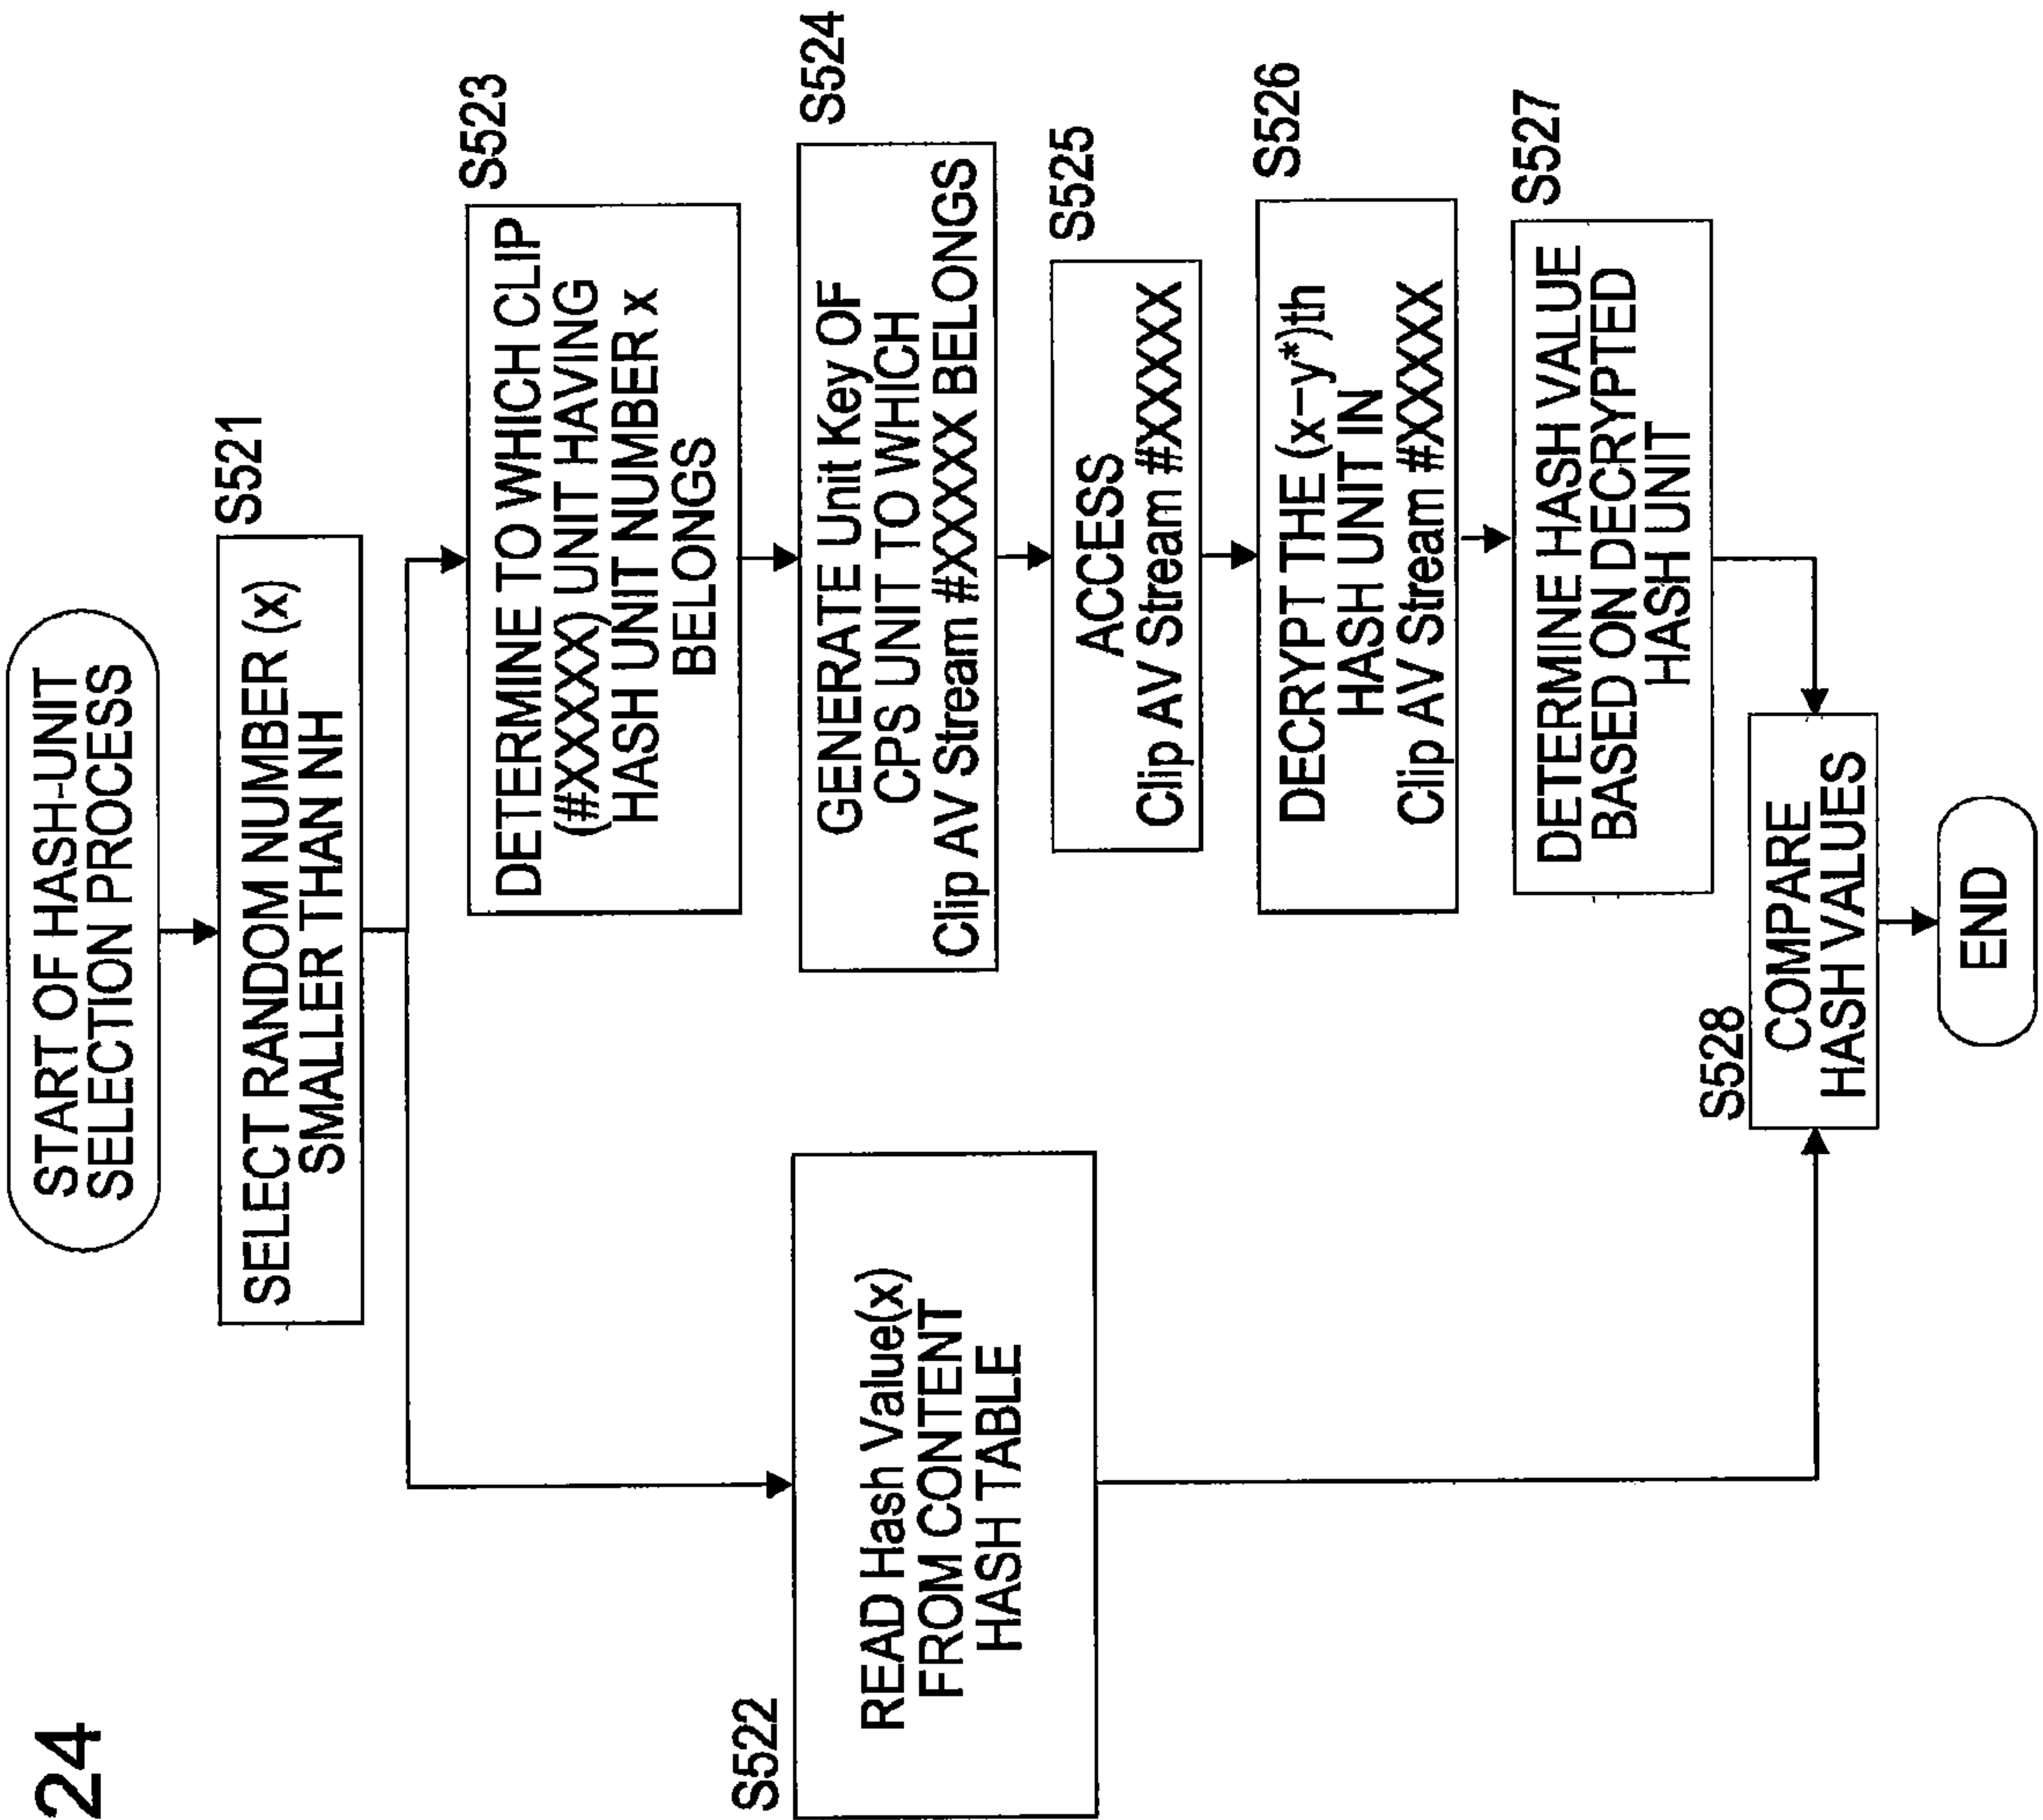 24
START OF HASH-UNIT
SELECTION PROCESS
S521
SELECT RANDOM NUMBER (x)
SMALLER THAN NH
S522
READ Hash Value(x)
FROM CONTENT
HASH TABLE
S523
DETERMINE TO WHICH CLIP
(#XXXXX) UNIT HAVING
HASH UNIT NUMBER x
BELONGS
S524
GENERATE Unit Key OF
CPS UNIT TO WHICH
Clip AV Stream #XXXXX BELONGS
S525
ACCESS
Clip AV Stream #XXXXX
S526
DECRYPT THE (x-y*)th
HASH UNIT IN
Clip AV Stream #XXXXX
S527
DETERMINE HASH VALUE
BASED ON DECRYPTED
HASH UNIT
S528
COMPARE
HASH VALUES
END